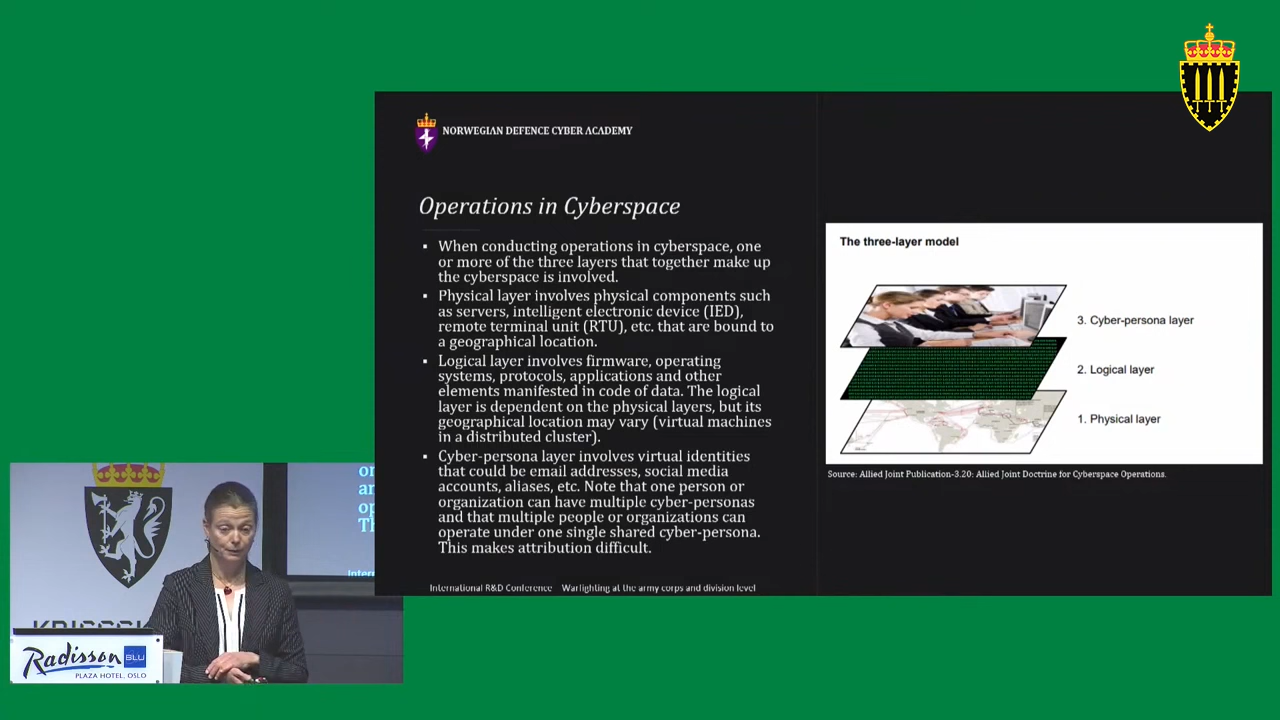 NORWEGIAN DEFENCE CYBER ACADEMY
Operations in Cyberspace
▪ When conducting operations in cyberspace, one
or more of the three layers that together make up
the cyberspace is involved.
▪ Physical layer involves physical components such
as servers, intelligent electronic device (IED),
remote terminal unit (RTU), etc. that are bound to
a geographical location.
▪ Logical layer involves firmware, operating
systems, protocols, applications and other
elements manifested in code of data. The logical
layer is dependent on the physical layers, but its
geographical location may vary (virtual machines
in a distributed cluster).
▪ Cyber-persona layer involves virtual identities
that could be email addresses, social media
accounts, aliases, etc. Note that one person or
organization can have multiple cyber-personas
and that multiple people or organizations can
operate under one single shared cyber-persona.
This makes attribution difficult.
International R&D Conference Warfighting at the army corps and division level
The three-layer model
3. Cyber-persona layer
2. Logical layer
1. Physical layer
Source: Allied Joint Publication-3.20: Allied Joint Doctrine for Cyberspace Operations.
Radisson
BLU
PLAZA HOTEL, OSLO